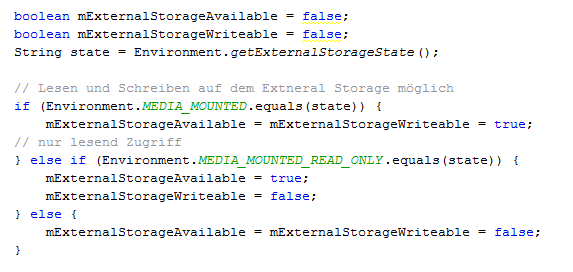 boolean mExternalStorageAvailable = false;
boolean mExternalStorageWriteable = false;
String state = Environment.getExternalStorageState();

// Lesen und Schreiben auf dem Extneral Storage möglich
if (Environment.MEDIA_MOUNTED.equals(state)) {
    mExternalStorageAvailable = mExternalStorageWriteable = true;
// nur lesend Zugriff
} else if (Environment.MEDIA_MOUNTED_READ_ONLY.equals(state)) {
    mExternalStorageAvailable = true;
    mExternalStorageWriteable = false;
} else {
    mExternalStorageAvailable = mExternalStorageWriteable = false;
}